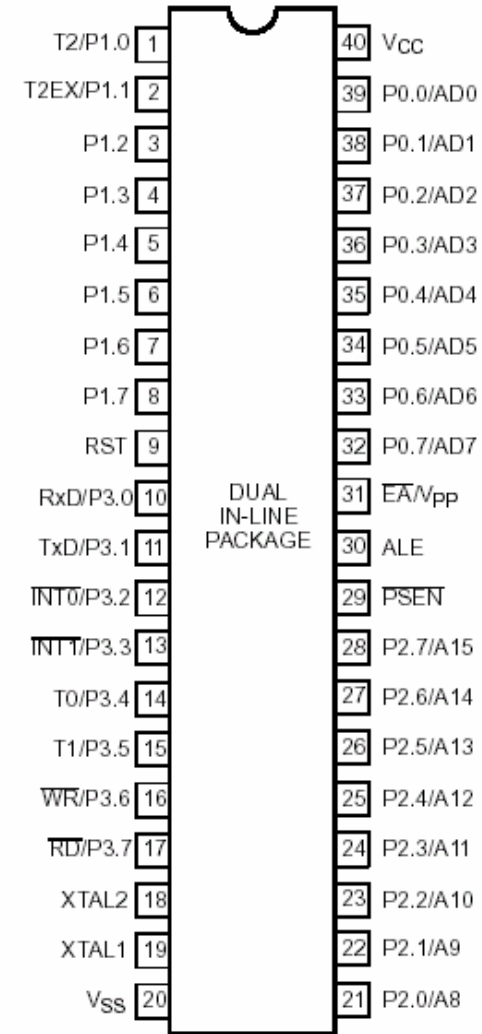 T2/P1.0 1 40 VCC
T2EX/P1.1 2 39 P0.0/AD0
P1.2 3 38 P0.1/AD1
P1.3 4 37 P0.2/AD2
P1.4 5 36 P0.3/AD3
P1.5 6 35 P0.4/AD4
P1.6 7 34 P0.5/AD5
P1.7 8 33 P0.6/AD6
RST 9 32 P0.7/AD7
RxD/P3.0 10 DUAL 31 E̅A̅/VPP
IN-LINE
TxD/P3.1 11 PACKAGE 30 ALE
I̅N̅T̅0̅/P3.2 12 29 P̅S̅E̅N̅
I̅N̅T̅1̅/P3.3 13 28 P2.7/A15
T0/P3.4 14 27 P2.6/A14
T1/P3.5 15 26 P2.5/A13
W̅R̅/P3.6 16 25 P2.4/A12
R̅D̅/P3.7 17 24 P2.3/A11
XTAL2 18 23 P2.2/A10
XTAL1 19 22 P2.1/A9
VSS 20 21 P2.0/A8